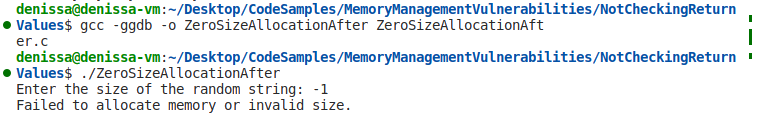 denissa@denissa-vm:~/Desktop/CodeSamples/MemoryManagementVulnerabilities/NotCheckingReturn
Values$ gcc -ggdb -o ZeroSizeAllocationAfter ZeroSizeAllocationAft
er.c
denissa@denissa-vm:~/Desktop/CodeSamples/MemoryManagementVulnerabilities/NotCheckingReturn
Values$ ./ZeroSizeAllocationAfter
Enter the size of the random string: -1
Failed to allocate memory or invalid size.